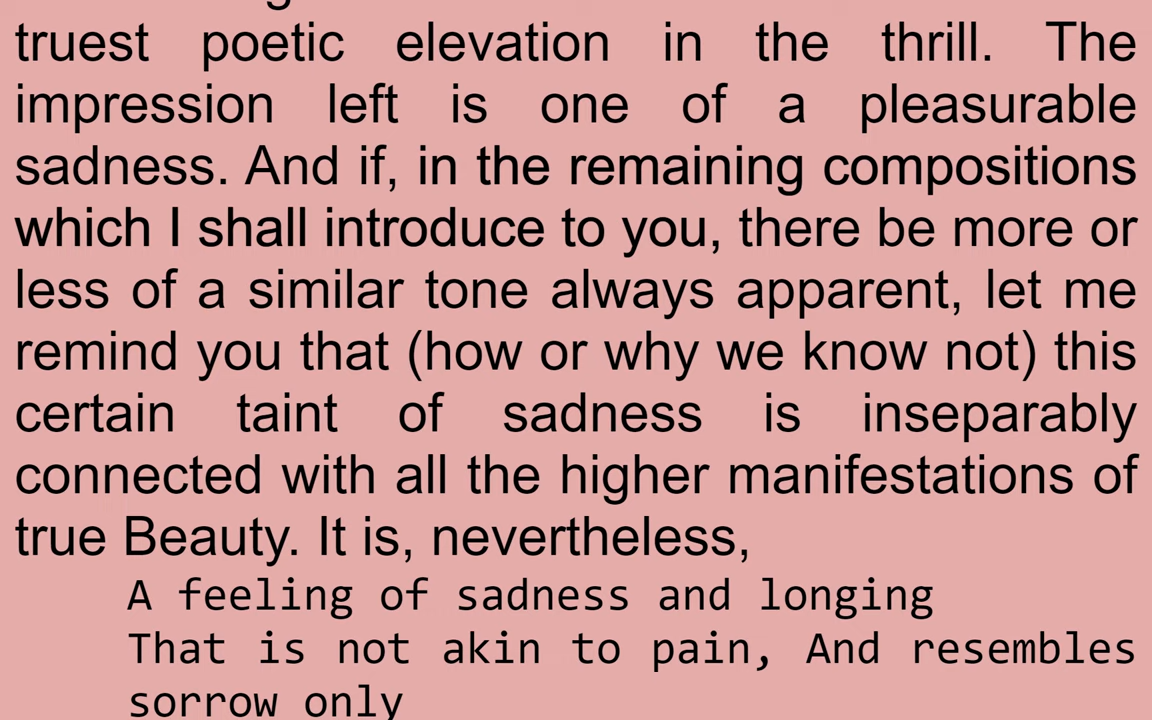 truest poetic elevation in the thrill. The
impression left is one of a pleasurable
sadness. And if, in the remaining compositions
which I shall introduce to you, there be more or
less of a similar tone always apparent, let me
remind you that (how or why we know not) this
certain taint of sadness is inseparably
connected with all the higher manifestations of
true Beauty. It is, nevertheless,
A feeling of sadness and longing
That is not akin to pain, And resembles
sorrow only